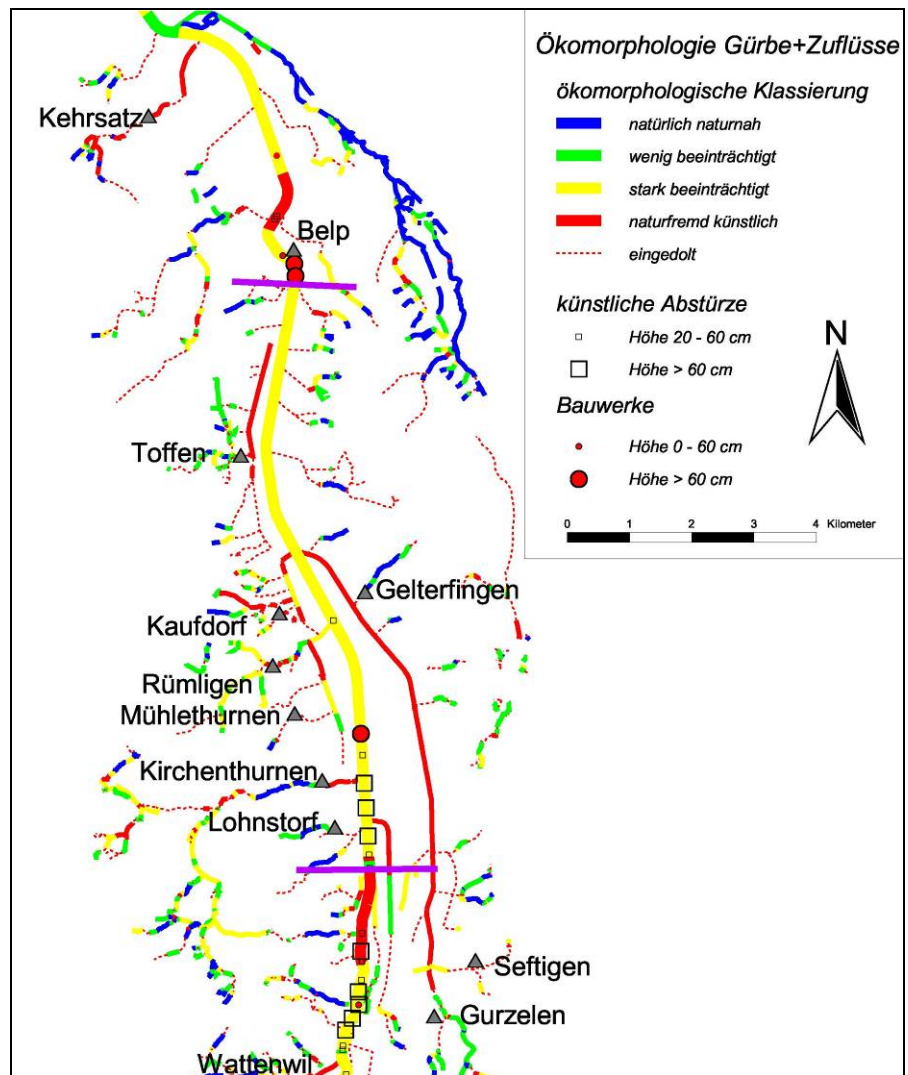 Ökomorphologie Gürbe+Zuflüsse
ökomorphologische Klassierung
natürlich naturnah
wenig beeinträchtigt
stark beeinträchtigt
naturfremd künstlich
eingedolt
künstliche Abstürze
Höhe 20 - 60 cm
Höhe > 60 cm
Bauwerke
Höhe 0 - 60 cm
Höhe > 60 cm
N
0 1 2 3 4 Kilometer
Kehrsatz
Belp
Toffen
Gelterfingen
Kaufdorf
Rümligen
Mühlethurnen
Kirchenthurnen
Lohnstorf
Seftigen
Gurzelen
Wattenwil